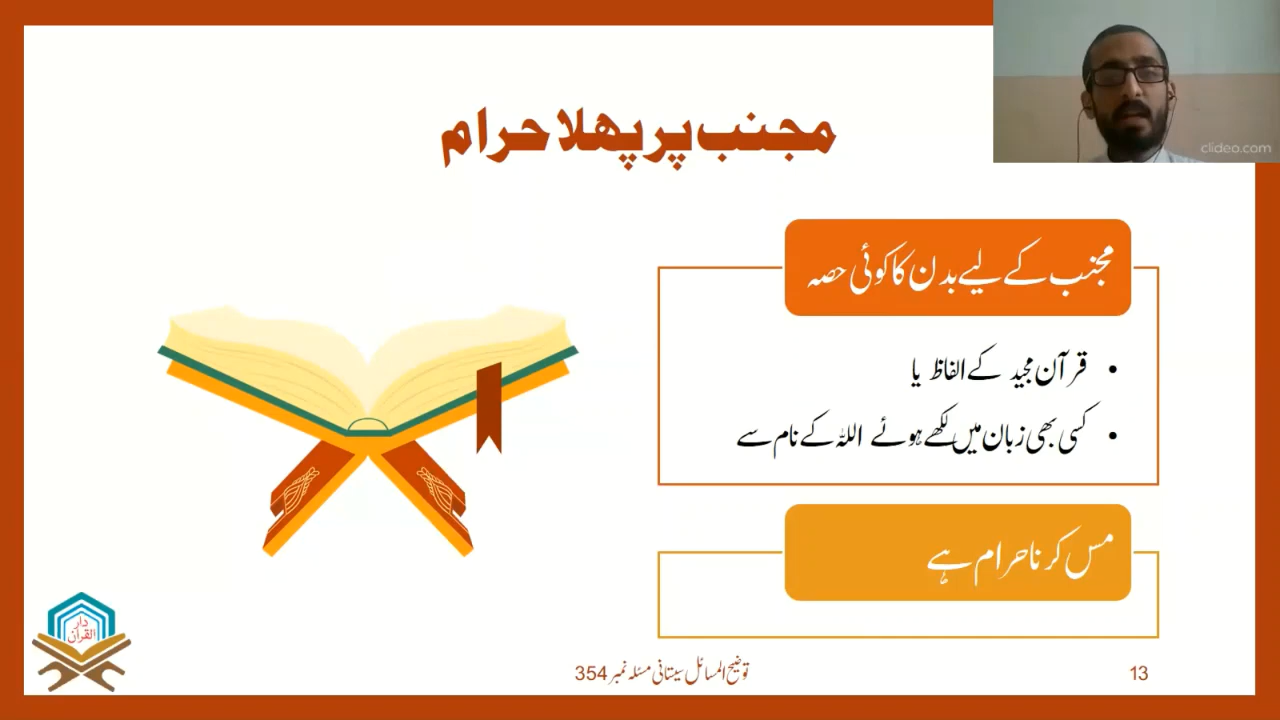 مجنب پر پھلا حرام
clideo.com
مجنب کے لیے بدن کا کوئی حصہ
• قرآن مجید کے الفاظ یا
• کسی بھی زبان میں لکھے ہوئے اللہ کے نام سے
مس کرنا حرام ہے
دار
القرآن
توضیح المسائل سیستانی مسئلہ نمبر 354
13